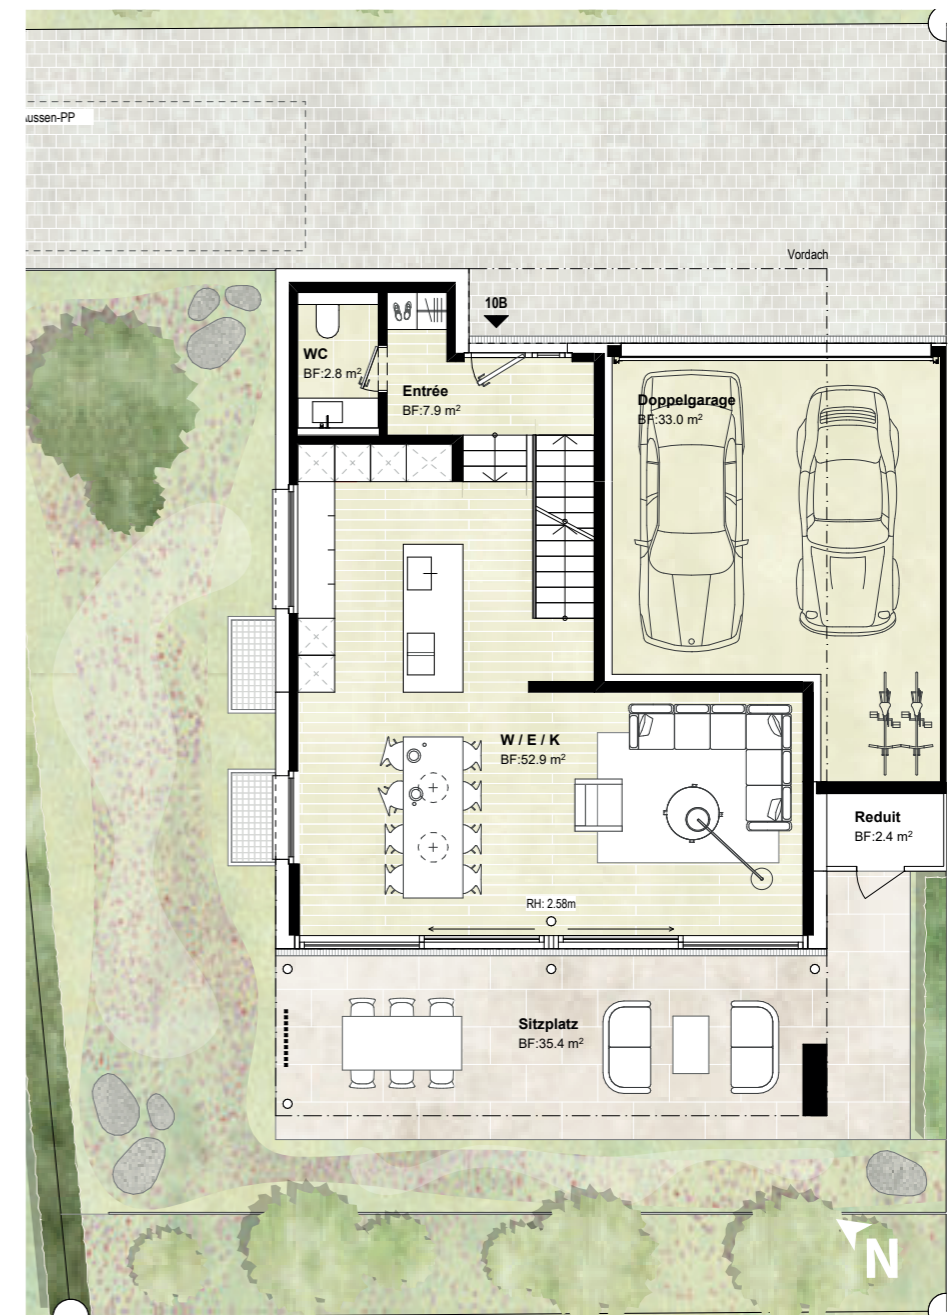 ussen-PP
Vordach
10B
WC
BF:2.8 m²
Entrée
BF:7.9 m²
Doppelgarage
BF:33.0 m²
W / E / K
BF:52.9 m²
Reduit
BF:2.4 m²
RH: 2.58m
Sitzplatz
BF:35.4 m²
N